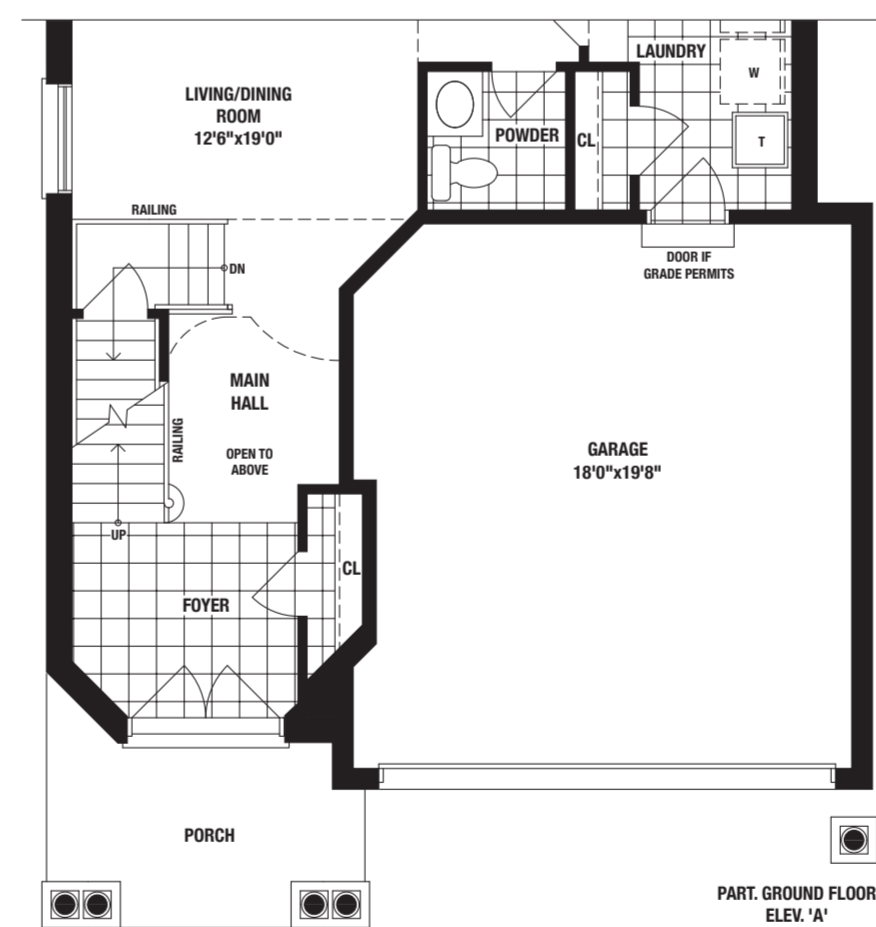 LAUNDRY
W
LIVING/DINING
ROOM
12'6"x19'0"
POWDER
CL
T
RAILING
DN
DOOR IF
GRADE PERMITS
MAIN
HALL
RAILING
OPEN TO
ABOVE
GARAGE
18'0"x19'8"
UP
CL
FOYER
PORCH
PART. GROUND FLOOR
ELEV. 'A'